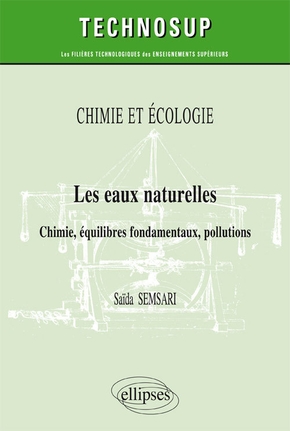 TECHNOSUP
Les FILIÈRES TECHNOLOGIQUES des ENSEIGNEMENTS SUPÉRIEURS
CHIMIE ET ÉCOLOGIE
Les eaux naturelles
Chimie, équilibres fondamentaux, pollutions
Saïda SEMSARI
ellipses